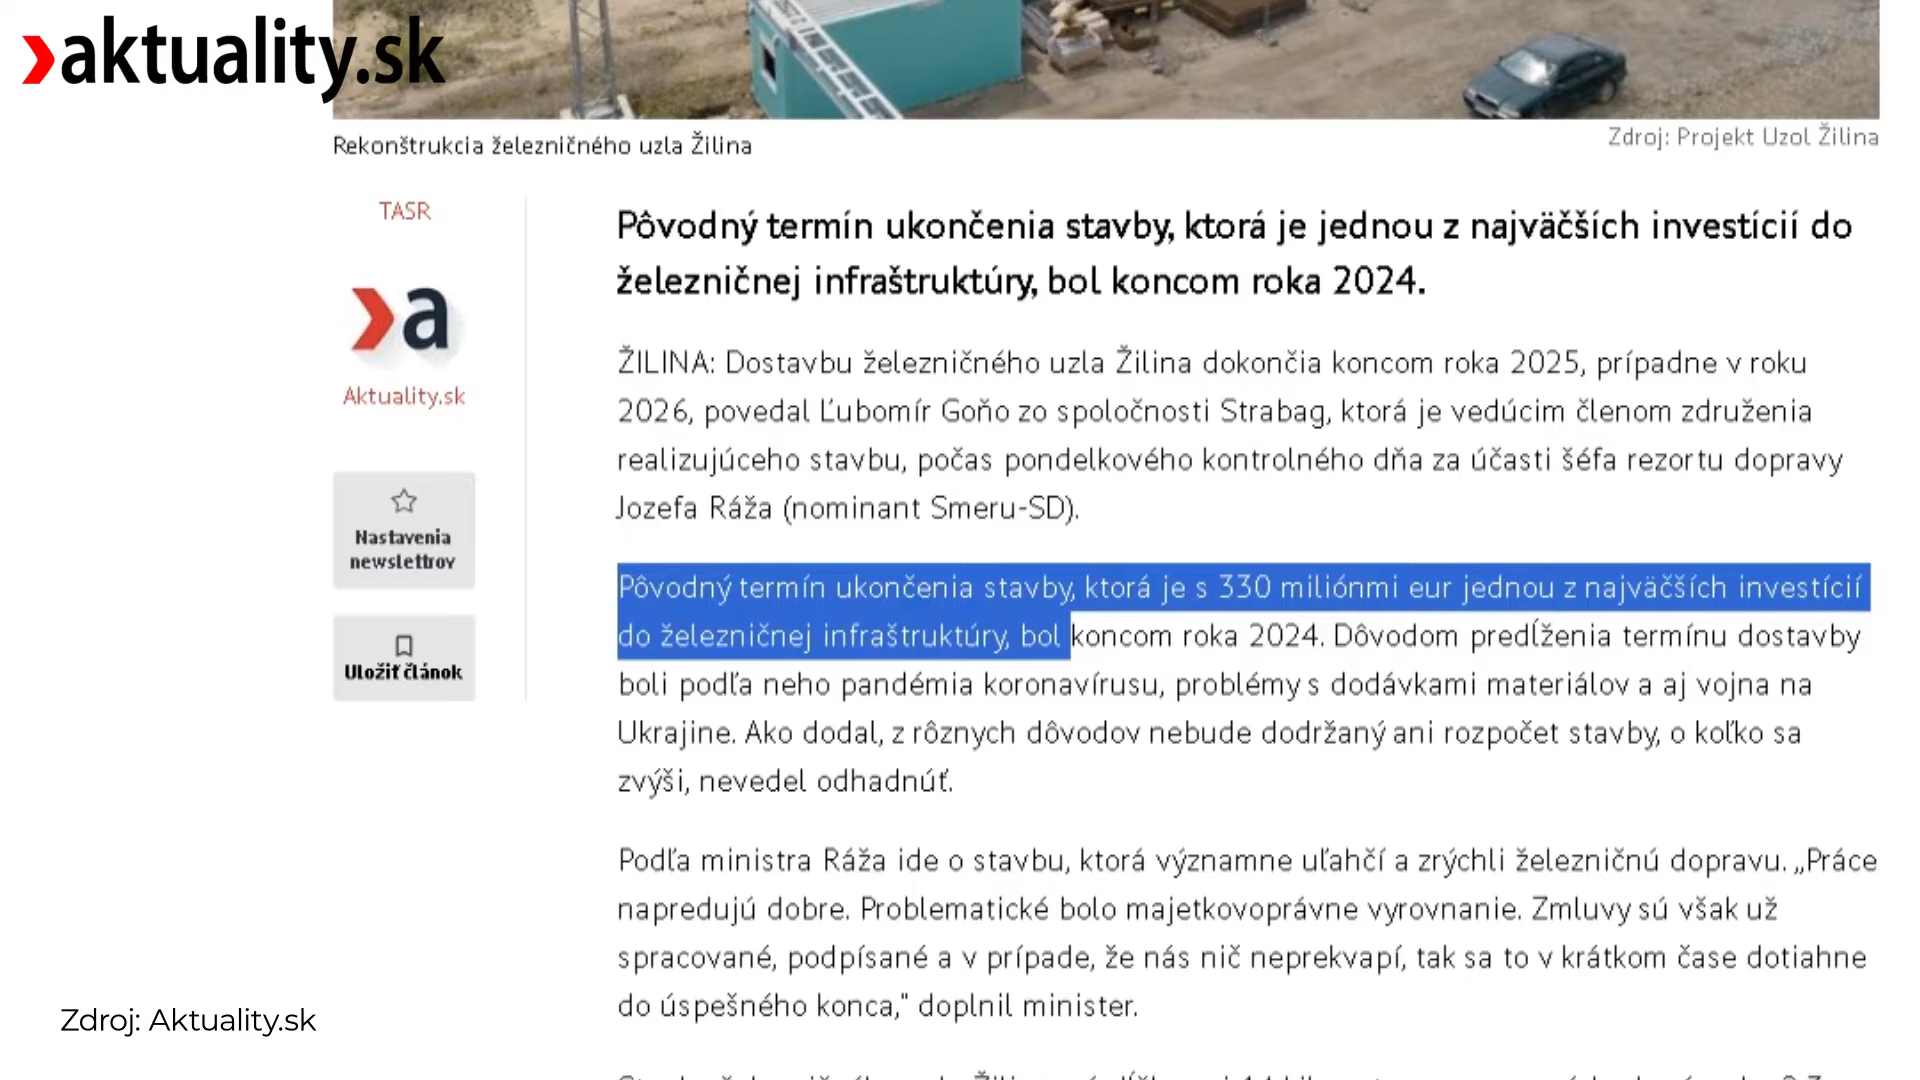 aktuality.sk
Rekonštrukcia železničného uzla Žilina
Zdroj: Projekt Uzol Žilina
TASR
a
Aktuality.sk
Nastavenia
newslettrov
Uložiť článok
Pôvodný termín ukončenia stavby, ktorá je jednou z najväčších investícií do
železničnej infraštruktúry, bol koncom roka 2024.
ŽILINA: Dostavbu železničného uzla Žilina dokončia koncom roka 2025, prípadne v roku
2026, povedal Ľubomír Goňo zo spoločnosti Strabag, ktorá je vedúcim členom združenia
realizujúceho stavbu, počas pondelkového kontrolného dňa za účasti šéfa rezortu dopravy
Jozefa Ráža (nominant Smeru-SD).
Pôvodný termín ukončenia stavby, ktorá je s 330 miliónmi eur jednou z najväčších investícií
do železničnej infraštruktúry, bol koncom roka 2024. Dôvodom predĺženia termínu dostavby
boli podľa neho pandémia koronavírusu, problémy s dodávkami materiálov a aj vojna na
Ukrajine. Ako dodal, z rôznych dôvodov nebude dodržaný ani rozpočet stavby, o koľko sa
zvýši, nevedel odhadnúť.
Podľa ministra Ráža ide o stavbu, ktorá významne uľahčí a zrýchli železničnú dopravu. „Práce
napredujú dobre. Problematické bolo majetkovoprávne vyrovnanie. Zmluvy sú však už
spracované, podpísané a v prípade, že nás nič neprekvapí, tak sa to v krátkom čase dotiahne
do úspešného konca," doplnil minister.
Zdroj: Aktuality.sk